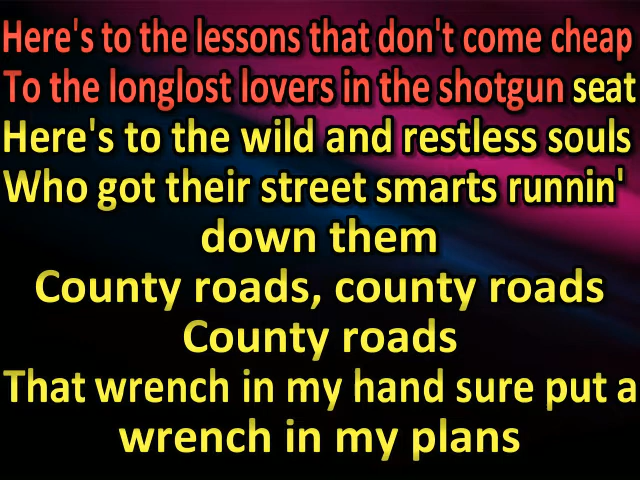 Here's to the lessons that don't come cheap
To the longlost lovers in the shotgun seat
Here's to the wild and restless souls
Who got their street smarts runnin'
down them
County roads, county roads
County roads
That wrench in my hand sure put a
wrench in my plans